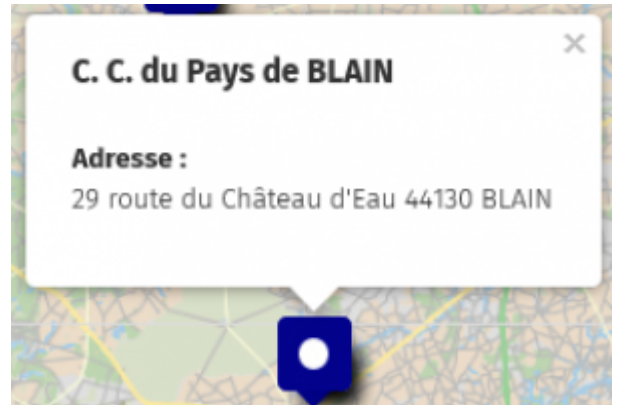 C. C. du Pays de BLAIN
Adresse :
29 route du Château d'Eau 44130 BLAIN